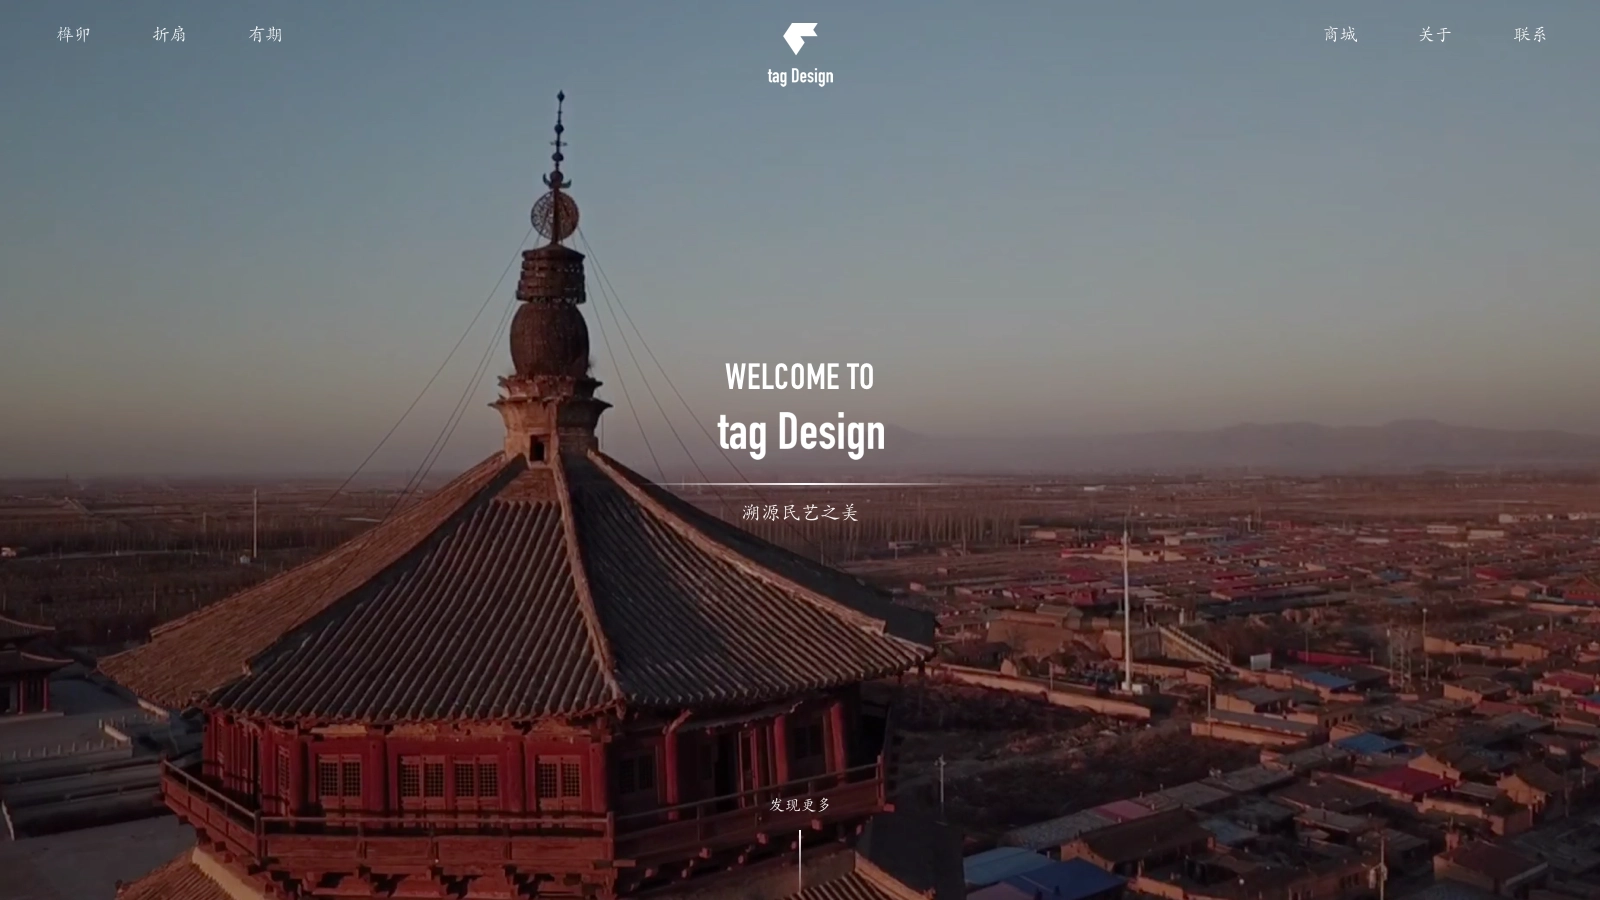 榫卯
折扇
有期
tag Design
商城
关于
联系
WELCOME TO
tag Design
溯源民艺之美
发现更多